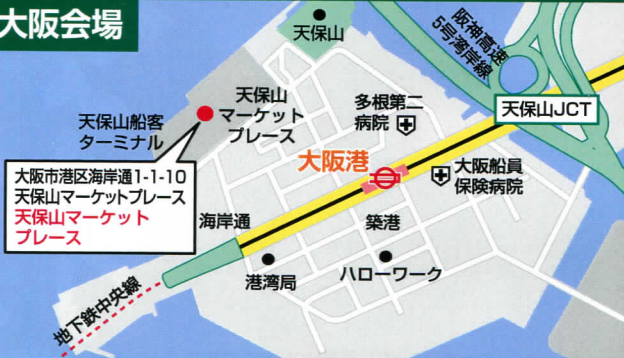 大阪会場
天保山
阪神高速
5号湾岸線
天保山JCT
天保山
マーケット
プレース
多根第二
病院
天保山船客
ターミナル
大阪港
大阪船員
保険病院
大阪市港区海岸通1-1-10
天保山マーケットプレース
天保山マーケット
プレース
海岸通
築港
港湾局
ハローワーク
地下鉄中央線